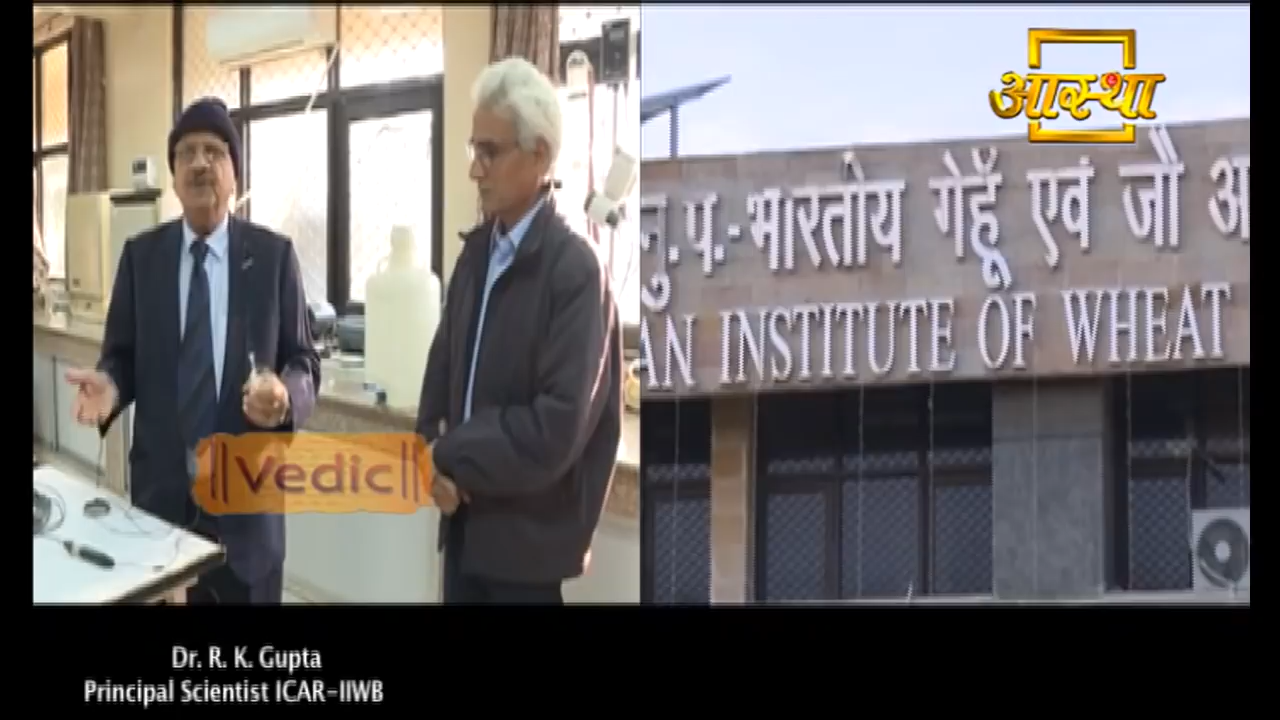 आस्था
नु.प.-भारतीय गेहूँ एवं जौ अ
AN INSTITUTE OF WHEAT
||Vedic||
Dr. R. K. Gupta
Principal Scientist ICAR-IIWB